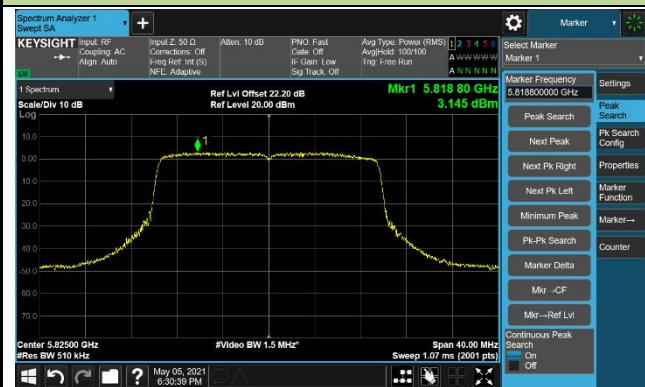 Spectrum Analyzer 1
Swept SA
Marker
KEYSIGHT
Input: RF
Coupling: AC
Align: Auto
Input Z: 50 Ω
Corrections: Off
Freq Ref: Int (S)
NFE: Adaptive
Atten: 10 dB
PNO: Fast
Gate: Off
IF Gain: Low
Sig Track: Off
Avg Type: Power (RMS)
Avg|Hold: 100/100
Trig: Free Run
1 2 3 4 5 6
A W W W W W
A N N N N N
LXI
Select Marker
Marker 1
1 Spectrum
Scale/Div 10 dB
Log
Ref Lvl Offset 22.20 dB
Ref Level 20.00 dBm
Mkr1 5.818 80 GHz
3.145 dBm
1
10.0
0.00
-10.0
-20.0
-30.0
-40.0
-50.0
-60.0
-70.0
Center 5.82500 GHz
#Res BW 510 kHz
#Video BW 1.5 MHz*
Span 40.00 MHz
Sweep 1.07 ms (2001 pts)
Marker Frequency
5.818800000 GHz
Peak Search
Next Peak
Next Pk Right
Next Pk Left
Minimum Peak
Pk-Pk Search
Marker Delta
Mkr→CF
Mkr→Ref Lvl
Continuous Peak
Search
On
Off
Settings
Peak
Search
Pk Search
Config
Properties
Marker
Function
Marker→
Counter
?
May 05, 2021
6:30:39 PM